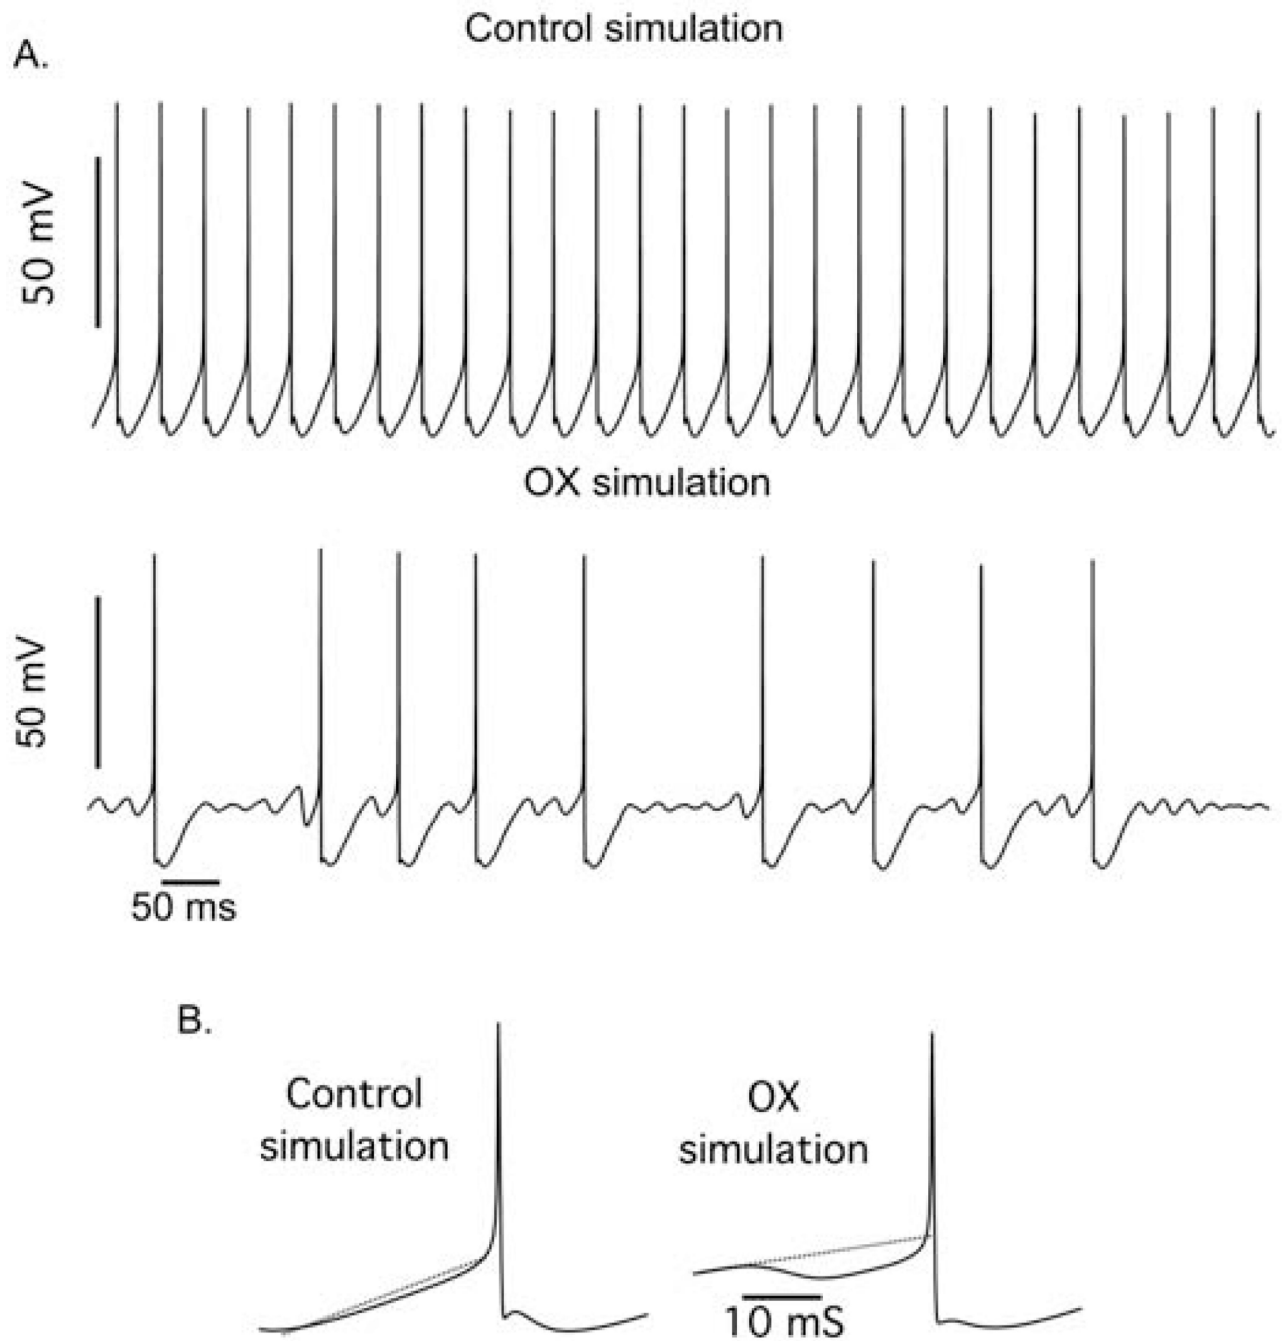 Control simulation
A.
50 mV
OX simulation
50 mV
50 ms
B.
Control
simulation
OX
simulation
10 mS